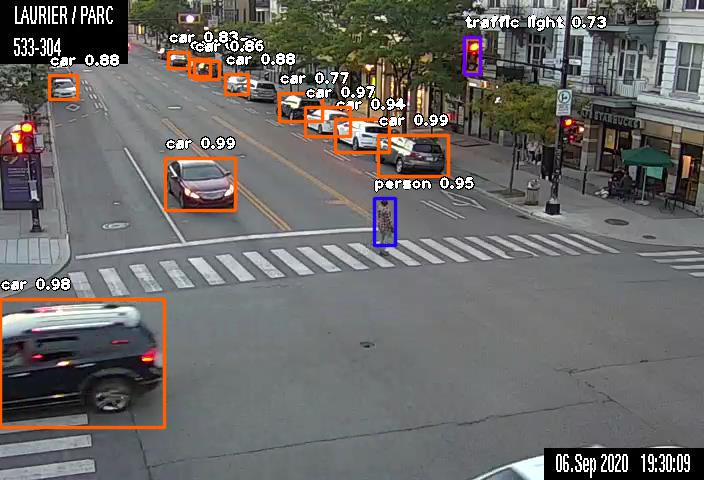 LAURIER / PARC
533-304
car 0.83
car 0.86
car 0.88
car 0.88
car 0.77
car 0.97
car 0.94
car 0.99
traffic light 0.73
STARBUCKS
car 0.99
person 0.95
car 0.98
06.Sep 2020 19:30:09